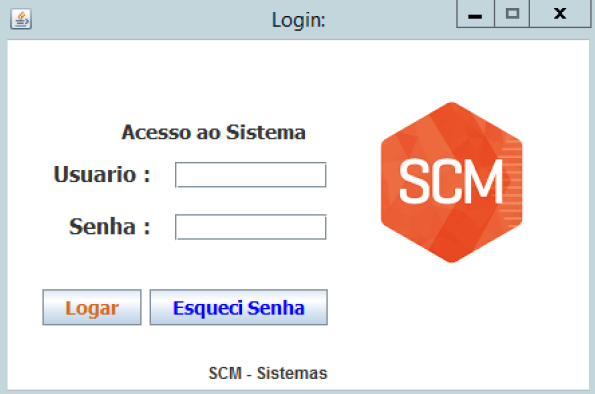 Login:
Acesso ao Sistema
Usuario :
Senha :
SCM
Logar
Esqueci Senha
SCM - Sistemas